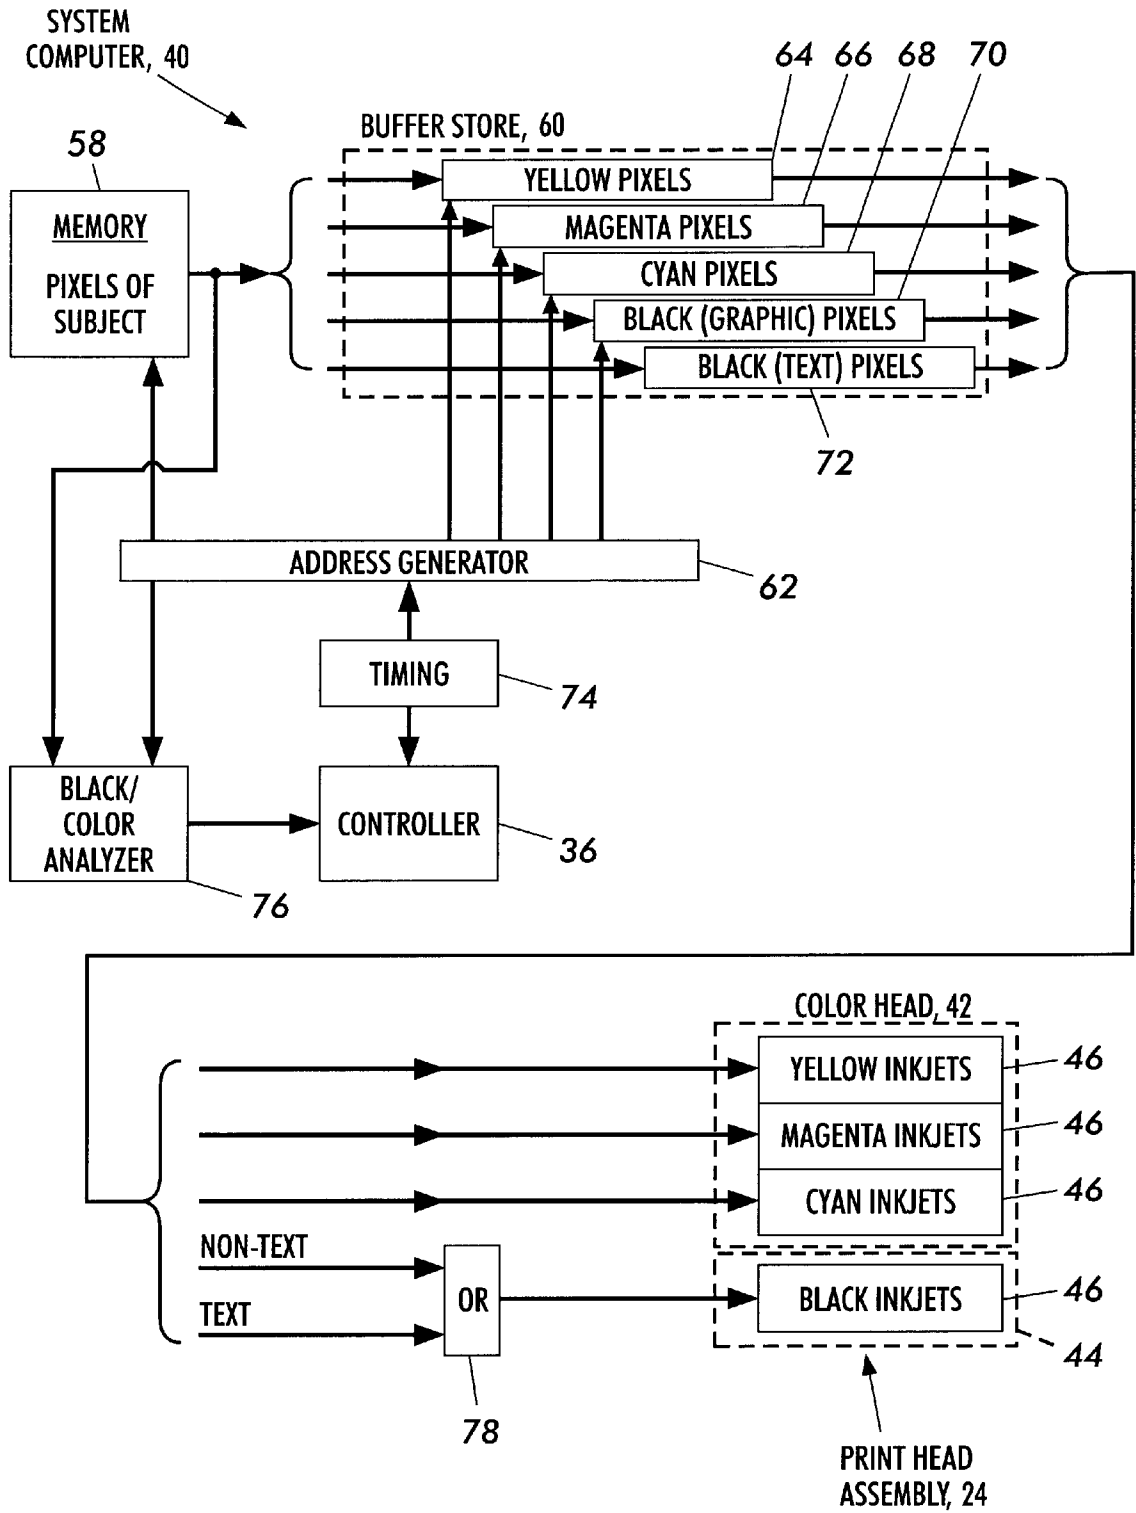 SYSTEM
COMPUTER, 40
64
66
68
70
58
BUFFER STORE, 60
MEMORY
PIXELS OF
SUBJECT
YELLOW PIXELS
MAGENTA PIXELS
CYAN PIXELS
BLACK (GRAPHIC) PIXELS
BLACK (TEXT) PIXELS
72
ADDRESS GENERATOR
62
TIMING
74
BLACK/
COLOR
ANALYZER
76
CONTROLLER
36
COLOR HEAD, 42
YELLOW INKJETS
46
MAGENTA INKJETS
46
CYAN INKJETS
46
NON-TEXT
TEXT
OR
78
BLACK INKJETS
46
44
PRINT HEAD
ASSEMBLY, 24